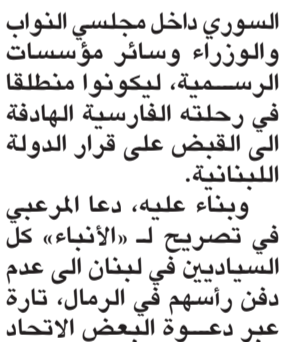 السوري داخل مجلسي النواب
والوزراء وسائر مؤسسات
الرســمية، ليكونوا منطلقا
في رحلته الفارسية الهادفة
الى القبض على قرار الدولة
اللبنانية.
وبناء عليه، دعا المرعبي
في تصريح لـ «الأنباء» كل
السياديين في لبنان الى عدم
دفن رأسهم في الرمال، تارة
عبر دعــوة البعض الاتحاد